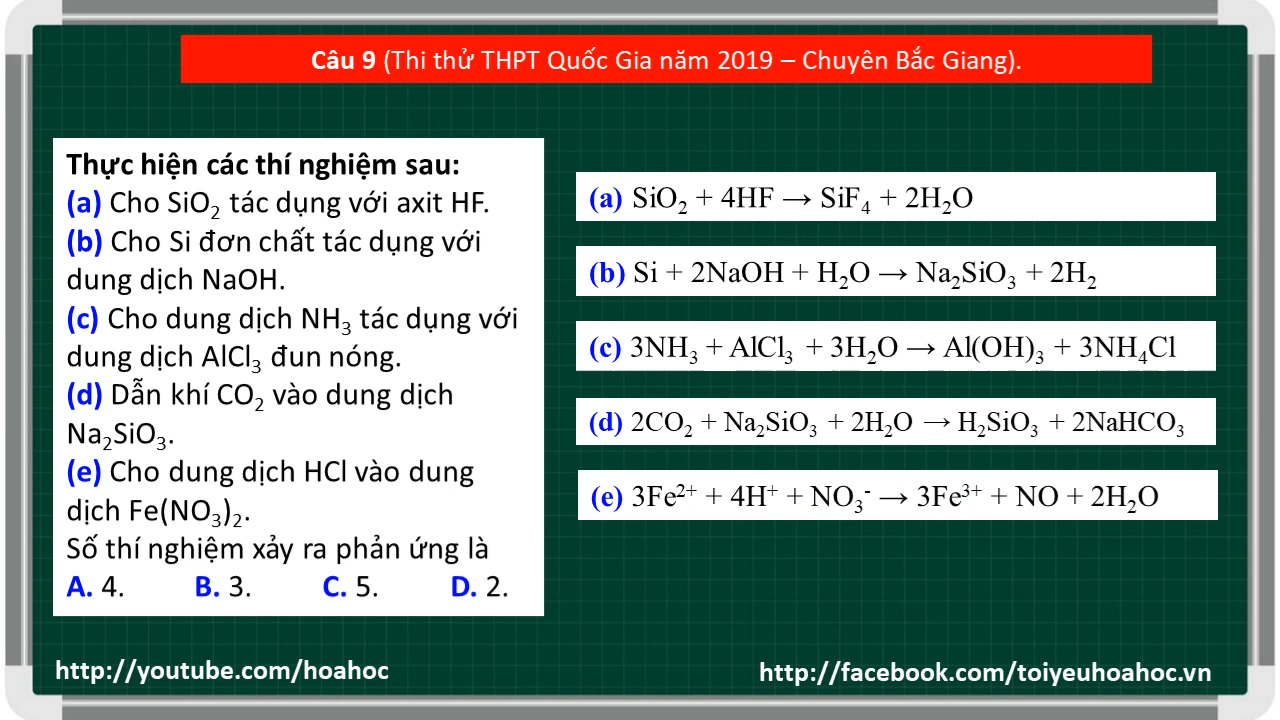 Câu 9 (Thi thử THPT Quốc Gia năm 2019 – Chuyên Bắc Giang).
Thực hiện các thí nghiệm sau:
(a) Cho SiO₂ tác dụng với axit HF.
(b) Cho Si đơn chất tác dụng với
dung dịch NaOH.
(c) Cho dung dịch NH₃ tác dụng với
dung dịch AlCl₃ đun nóng.
(d) Dẫn khí CO₂ vào dung dịch
Na₂SiO₃.
(e) Cho dung dịch HCl vào dung
dịch Fe(NO₃)₂.
Số thí nghiệm xảy ra phản ứng là
A. 4. B. 3. C. 5. D. 2.
(a) SiO₂ + 4HF → SiF₄ + 2H₂O
(b) Si + 2NaOH + H₂O → Na₂SiO₃ + 2H₂
(c) 3NH₃ + AlCl₃ + 3H₂O → Al(OH)₃ + 3NH₄Cl
(d) 2CO₂ + Na₂SiO₃ + 2H₂O → H₂SiO₃ + 2NaHCO₃
(e) 3Fe²⁺ + 4H⁺ + NO₃⁻ → 3Fe³⁺ + NO + 2H₂O
http://youtube.com/hoahoc
http://facebook.com/toiyeuhoahoc.vn